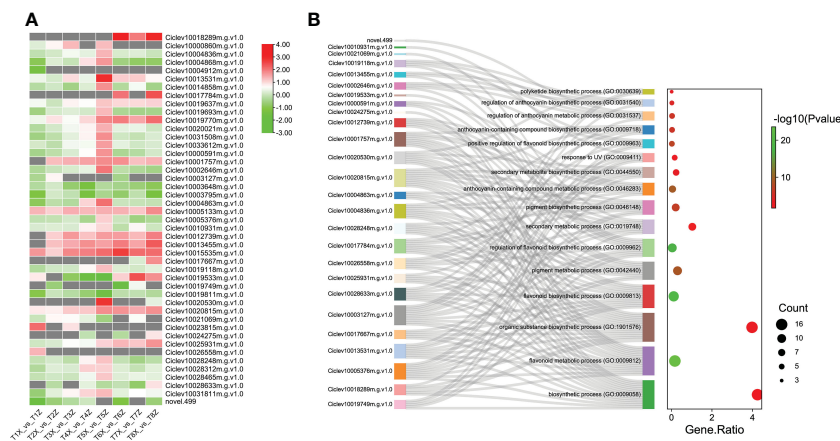 A
Ciclev10018289m.g.v1.0
Ciclev10000860m.g.v1.0
Ciclev10004836m.g.v1.0
Ciclev10004868m.g.v1.0
Ciclev10004912m.g.v1.0
Ciclev10013531m.g.v1.0
Ciclev10014858m.g.v1.0
Ciclev10017784m.g.v1.0
Ciclev10019637m.g.v1.0
Ciclev10019693m.g.v1.0
Ciclev10019770m.g.v1.0
Ciclev10020021m.g.v1.0
Ciclev10031508m.g.v1.0
Ciclev10033612m.g.v1.0
Ciclev10000591m.g.v1.0
Ciclev10001757m.g.v1.0
Ciclev10002646m.g.v1.0
Ciclev10003127m.g.v1.0
Ciclev10003648m.g.v1.0
Ciclev10003795m.g.v1.0
Ciclev10004863m.g.v1.0
Ciclev10005133m.g.v1.0
Ciclev10005376m.g.v1.0
Ciclev10010931m.g.v1.0
Ciclev10012739m.g.v1.0
Ciclev10013455m.g.v1.0
Ciclev10015535m.g.v1.0
Ciclev10017667m.g.v1.0
Ciclev10019118m.g.v1.0
Ciclev10019533m.g.v1.0
Ciclev10019749m.g.v1.0
Ciclev10019811m.g.v1.0
Ciclev10020530m.g.v1.0
Ciclev10020815m.g.v1.0
Ciclev10021069m.g.v1.0
Ciclev10023815m.g.v1.0
Ciclev10024275m.g.v1.0
Ciclev10025931m.g.v1.0
Ciclev10026558m.g.v1.0
Ciclev10028248m.g.v1.0
Ciclev10028312m.g.v1.0
Ciclev10028465m.g.v1.0
Ciclev10028633m.g.v1.0
Ciclev10031811m.g.v1.0
novel.499
T1X_vs_T1Z
T2X_vs_T2Z
T3X_vs_T3Z
T4X_vs_T4Z
T5X_vs_T5Z
T6X_vs_T6Z
T7X_vs_T7Z
T8X_vs_T8Z
4.00
3.00
2.00
1.00
0.00
-1.00
-2.00
-3.00
B
novel.499
Ciclev10010931m.g.v1.0
Ciclev10021069m.g.v1.0
Ciclev10019118m.g.v1.0
Ciclev10013455m.g.v1.0
Ciclev10002646m.g.v1.0
Ciclev10019533m.g.v1.0
Ciclev10000591m.g.v1.0
Ciclev10024275m.g.v1.0
Ciclev10012739m.g.v1.0
Ciclev10001757m.g.v1.0
Ciclev10020530m.g.v1.0
Ciclev10020815m.g.v1.0
Ciclev10004863m.g.v1.0
Ciclev10004836m.g.v1.0
Ciclev10028248m.g.v1.0
Ciclev10017784m.g.v1.0
Ciclev10026558m.g.v1.0
Ciclev10025931m.g.v1.0
Ciclev10028633m.g.v1.0
Ciclev10003127m.g.v1.0
Ciclev10017667m.g.v1.0
Ciclev10013531m.g.v1.0
Ciclev10005376m.g.v1.0
Ciclev10018289m.g.v1.0
Ciclev10019749m.g.v1.0
polyketide biosynthetic process (GO:0030639)
regulation of anthocyanin biosynthetic process (GO:0031540)
regulation of anthocyanin metabolic process (GO:0031537)
anthocyanin-containing compound biosynthetic process (GO:0009718)
positive regulation of flavonoid biosynthetic process (GO:0009963)
response to UV (GO:0009411)
secondary metabolite biosynthetic process (GO:0044550)
anthocyanin-containing compound metabolic process (GO:0046283)
pigment biosynthetic process (GO:0046148)
secondary metabolic process (GO:0019748)
regulation of flavonoid biosynthetic process (GO:0009962)
pigment metabolic process (GO:0042440)
flavonoid biosynthetic process (GO:0009813)
organic substance biosynthetic process (GO:1901576)
flavonoid metabolic process (GO:0009812)
biosynthetic process (GO:0009058)
0
2
4
Gene.Ratio
-log10(Pvalue)
20
10
Count
16
10
7
5
3